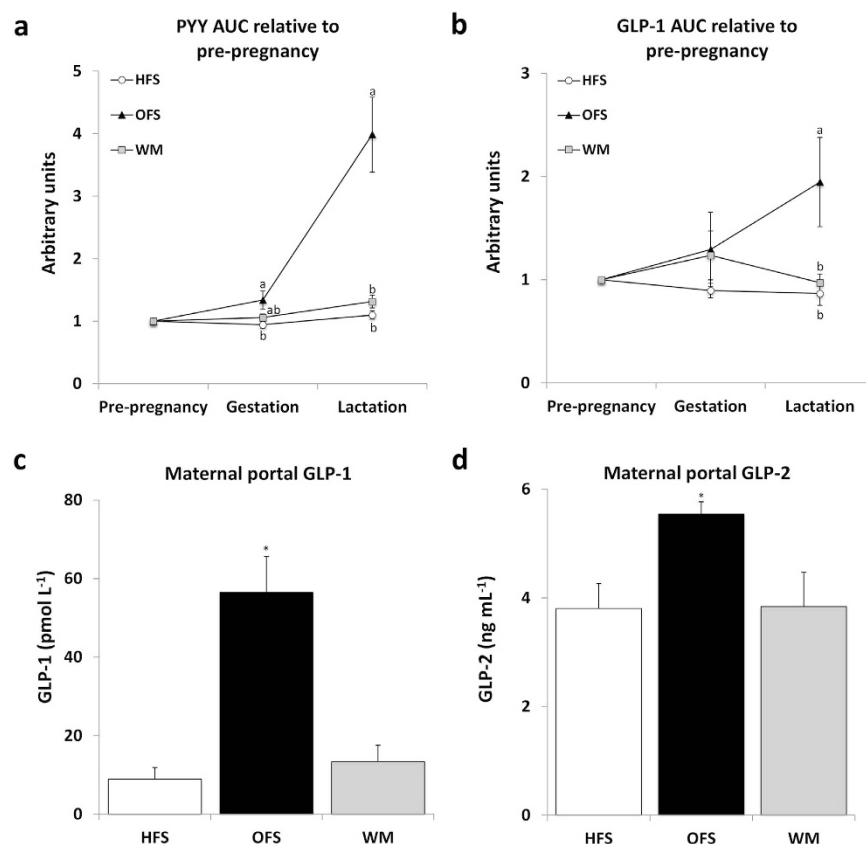 a
PYY AUC relative to
pre-pregnancy
5
4
3
2
1
0
Arbitrary units
HFS
OFS
WM
a
ab
b
a
b
b
Pre-pregnancy Gestation Lactation
b
GLP-1 AUC relative to
pre-pregnancy
3
2
1
0
Arbitrary units
HFS
OFS
WM
a
b
b
Pre-pregnancy Gestation Lactation
c
Maternal portal GLP-1
80
60
40
20
0
GLP-1 (pmol L⁻¹)
*
HFS OFS WM
d
Maternal portal GLP-2
6
4
2
0
GLP-2 (ng mL⁻¹)
*
HFS OFS WM